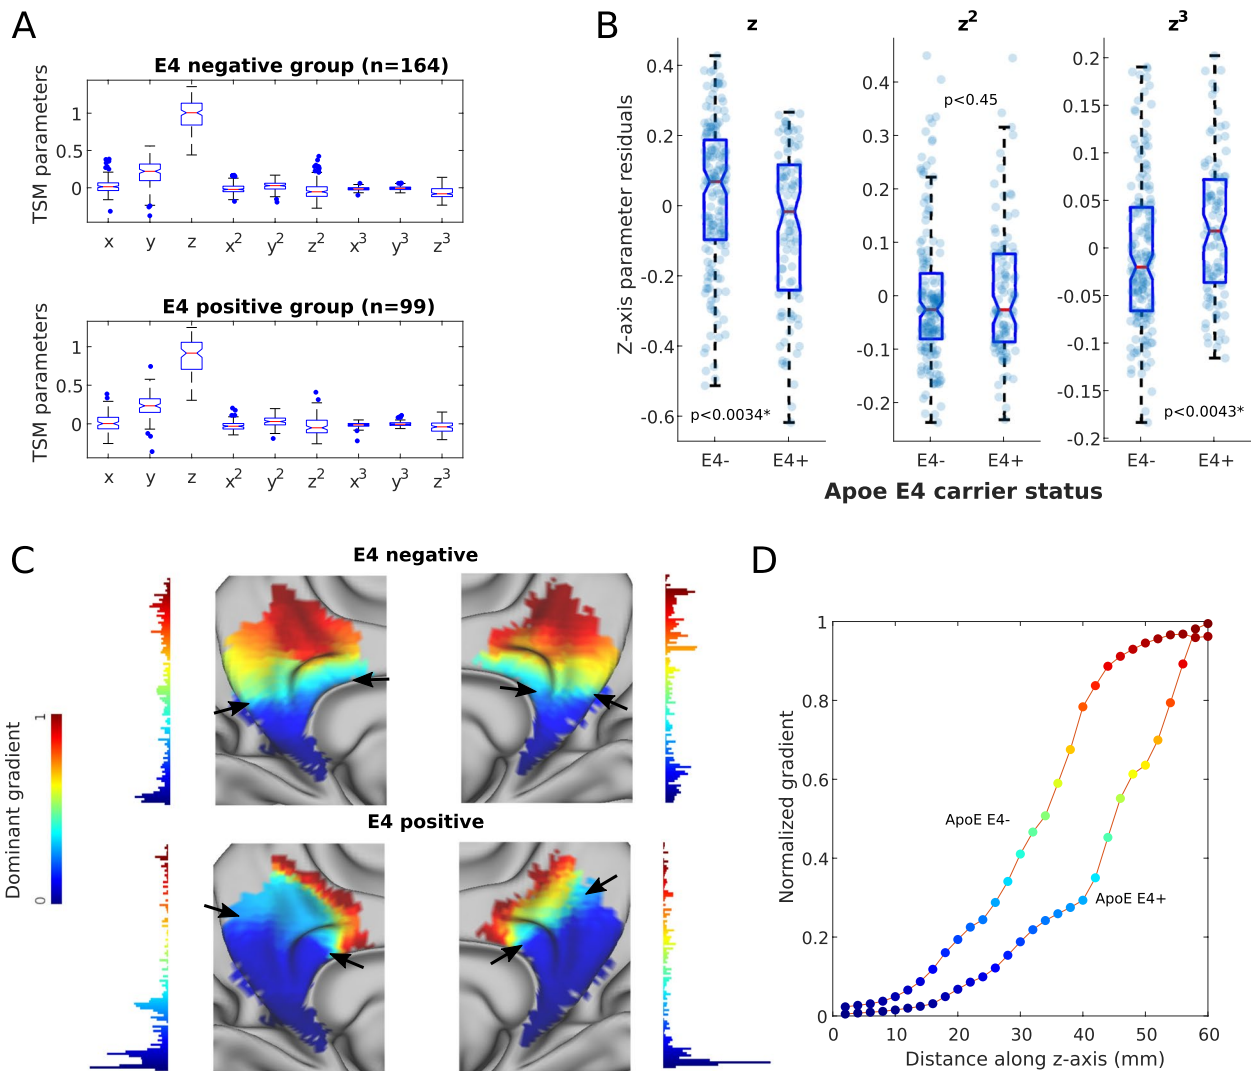 A
E4 negative group (n=164)
TSM parameters
1
0.5
0
x y z x² y² z² x³ y³ z³
E4 positive group (n=99)
TSM parameters
1
0.5
0
x y z x² y² z² x³ y³ z³
B
z z² z³
Z-axis parameter residuals
0.4
0.2
0
-0.2
-0.4
-0.6
p<0.0034*
E4- E4+
0.4
0.3
0.2
0.1
0
-0.1
-0.2
p<0.45
E4- E4+
0.2
0.15
0.1
0.05
0
-0.05
-0.1
-0.15
-0.2
p<0.0043*
E4- E4+
Apoe E4 carrier status
C
E4 negative
E4 positive
Dominant gradient
1
0
D
Normalized gradient
1
0.8
0.6
0.4
0.2
0
ApoE E4-
ApoE E4+
0 10 20 30 40 50 60
Distance along z-axis (mm)